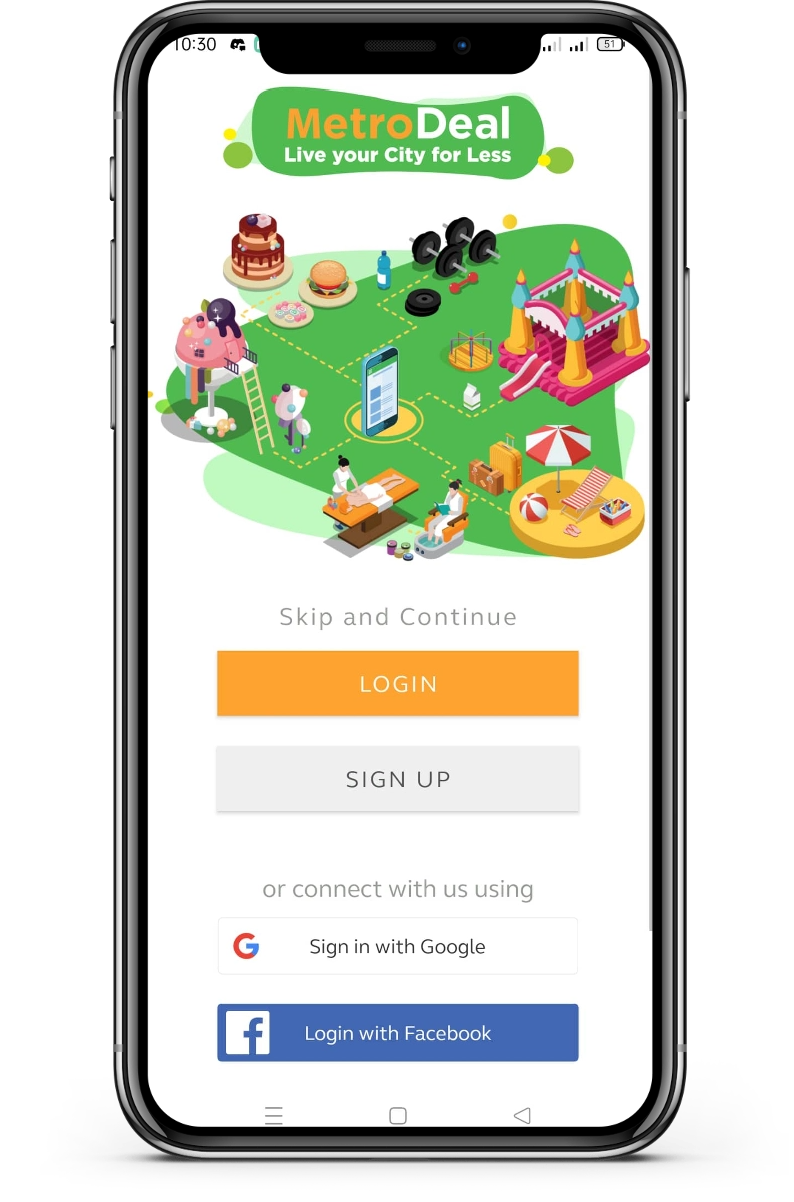 10:30
51
MetroDeal
Live your City for Less
Skip and Continue
LOGIN
SIGN UP
or connect with us using
Sign in with Google
Login with Facebook